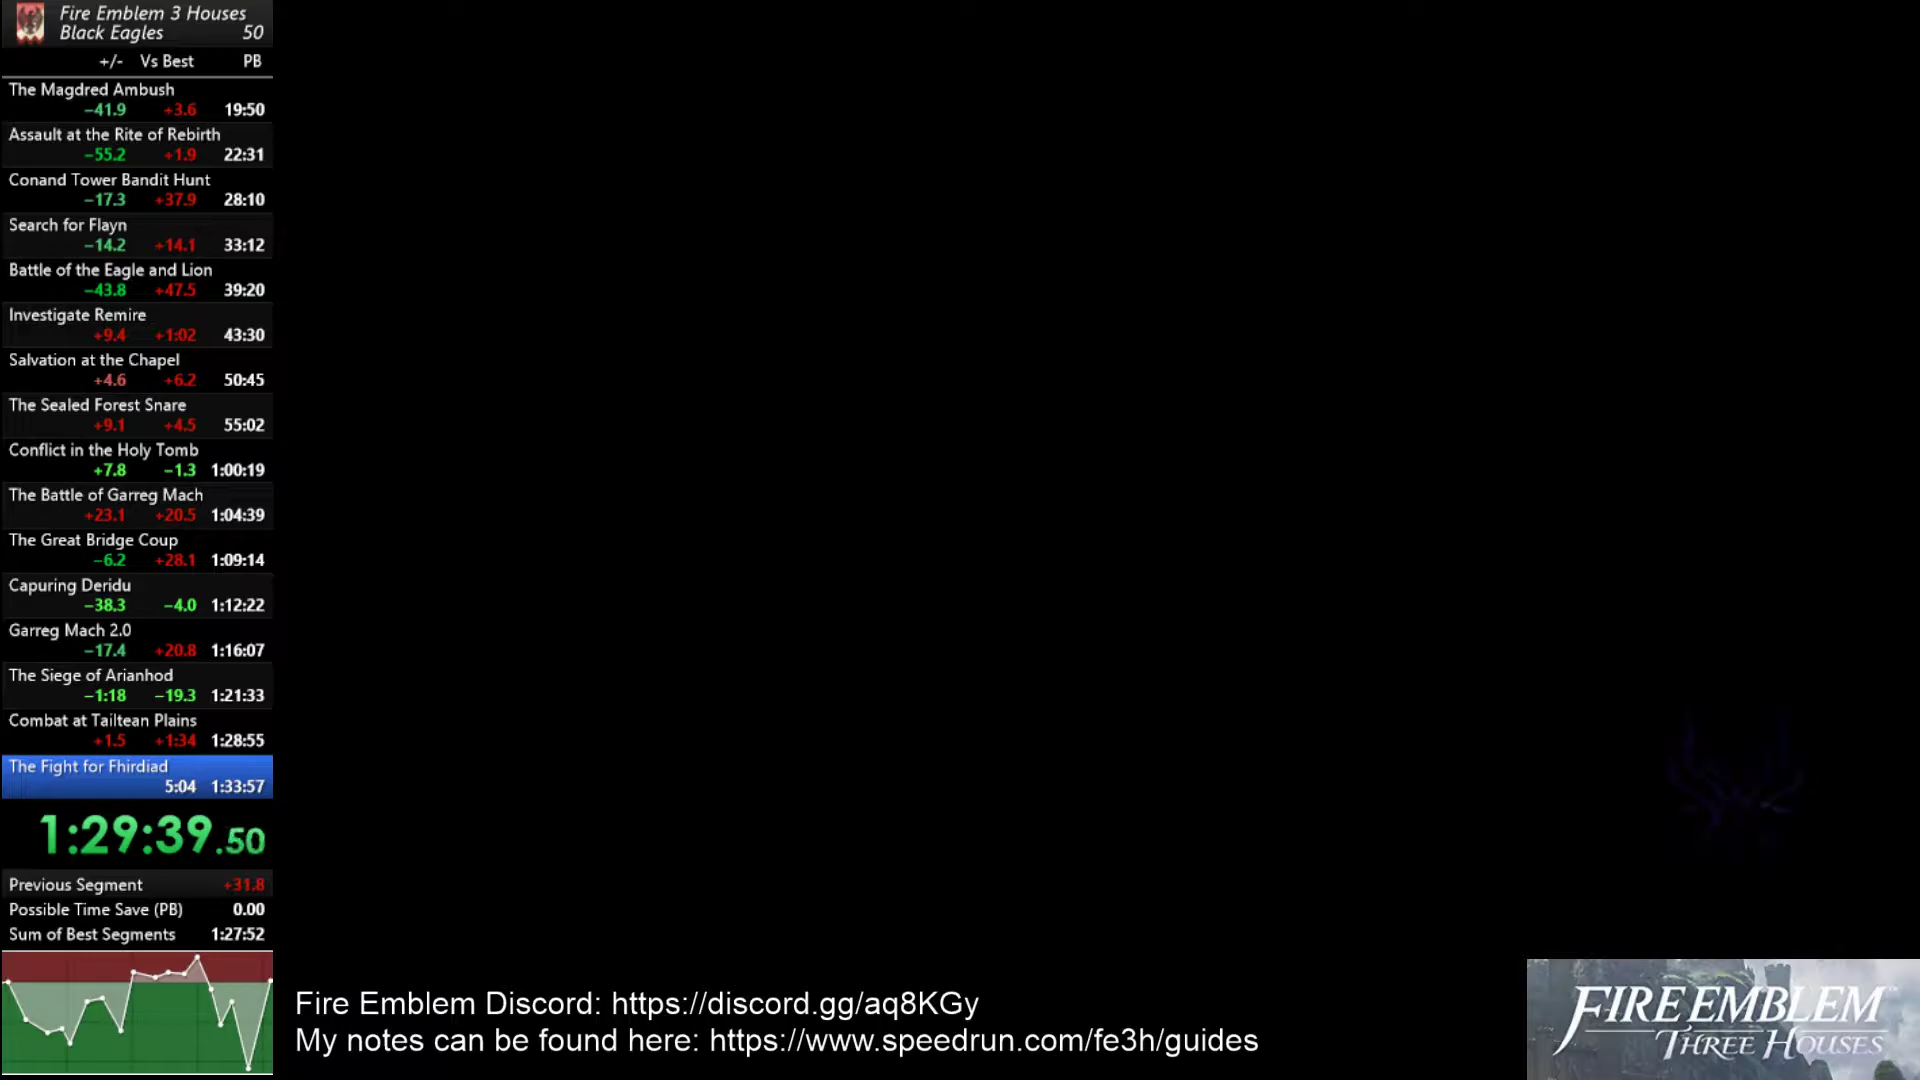 Fire Emblem 3 Houses
Black Eagles 50
+/- Vs Best PB
The Magdred Ambush
−41.9 +3.6 19:50
Assault at the Rite of Rebirth
−55.2 +1.9 22:31
Conand Tower Bandit Hunt
−17.3 +37.9 28:10
Search for Flayn
−14.2 +14.1 33:12
Battle of the Eagle and Lion
−43.8 +47.5 39:20
Investigate Remire
+9.4 +1:02 43:30
Salvation at the Chapel
+4.6 +6.2 50:45
The Sealed Forest Snare
+9.1 +4.5 55:02
Conflict in the Holy Tomb
+7.8 −1.3 1:00:19
The Battle of Garreg Mach
+23.1 +20.5 1:04:39
The Great Bridge Coup
−6.2 +28.1 1:09:14
Capuring Deridu
−38.3 −4.0 1:12:22
Garreg Mach 2.0
−17.4 +20.8 1:16:07
The Siege of Arianhod
−1:18 −19.3 1:21:33
Combat at Tailtean Plains
+1.5 +1:34 1:28:55
The Fight for Fhirdiad
5:04 1:33:57
1:29:39.50
Previous Segment +31.8
Possible Time Save (PB) 0.00
Sum of Best Segments 1:27:52
Fire Emblem Discord: https://discord.gg/aq8KGy
My notes can be found here: https://www.speedrun.com/fe3h/guides
FIRE EMBLEM
THREE HOUSES